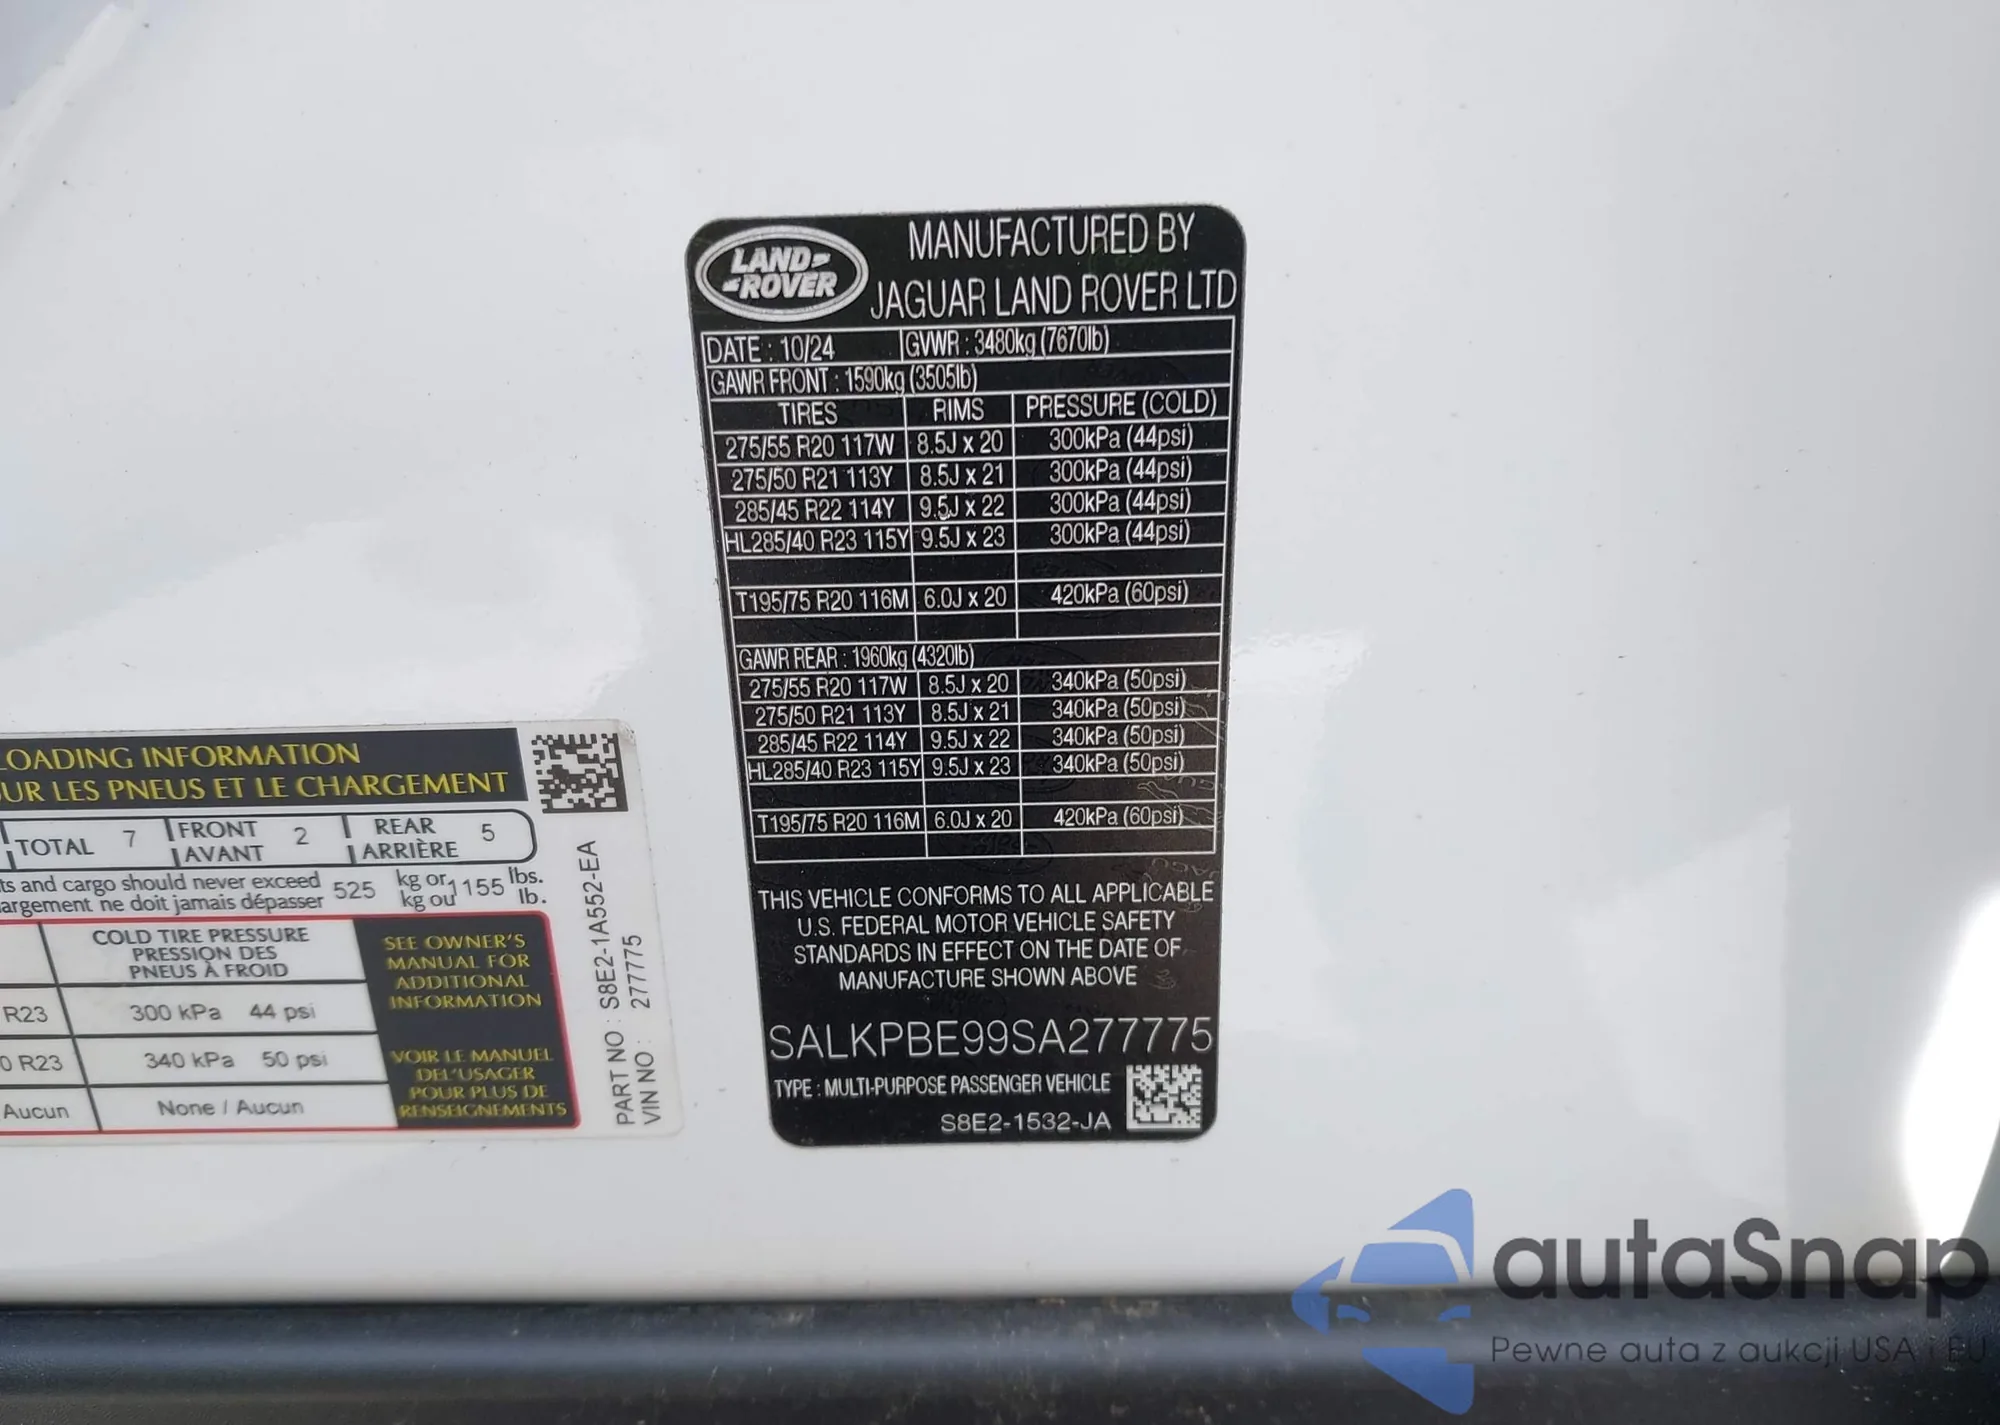 LAND-
-ROVER
MANUFACTURED BY
JAGUAR LAND ROVER LTD
DATE : 10/24 GVWR : 3480kg (7670lb)
GAWR FRONT : 1590kg (3505lb)
TIRES RIMS PRESSURE (COLD)
275/55 R20 117W 8.5J x 20 300kPa (44psi)
275/50 R21 113Y 8.5J x 21 300kPa (44psi)
285/45 R22 114Y 9.5J x 22 300kPa (44psi)
HL285/40 R23 115Y 9.5J x 23 300kPa (44psi)
T195/75 R20 116M 6.0J x 20 420kPa (60psi)
GAWR REAR : 1960kg (4320lb)
275/55 R20 117W 8.5J x 20 340kPa (50psi)
275/50 R21 113Y 8.5J x 21 340kPa (50psi)
285/45 R22 114Y 9.5J x 22 340kPa (50psi)
HL285/40 R23 115Y 9.5J x 23 340kPa (50psi)
T195/75 R20 116M 6.0J x 20 420kPa (60psi)
THIS VEHICLE CONFORMS TO ALL APPLICABLE
U.S. FEDERAL MOTOR VEHICLE SAFETY
STANDARDS IN EFFECT ON THE DATE OF
MANUFACTURE SHOWN ABOVE
SALKPBE99SA277775
TYPE : MULTI-PURPOSE PASSENGER VEHICLE
S8E2-1532-JA
LOADING INFORMATION
UR LES PNEUS ET LE CHARGEMENT
TOTAL 7 FRONT 2 REAR 5
AVANT ARRIÈRE
ts and cargo should never exceed 525 kg or 1155 lbs.
argement ne doit jamais dépasser kg ou lb.
COLD TIRE PRESSURE
PRESSION DES
PNEUS À FROID
R23 300 kPa 44 psi
0 R23 340 kPa 50 psi
Aucun None / Aucun
SEE OWNER'S
MANUAL FOR
ADDITIONAL
INFORMATION
VOIR LE MANUEL
DE L'USAGER
POUR PLUS DE
RENSEIGNEMENTS
PART NO : S8E2-1A552-EA
VIN NO : 277775
autaSnap
Pewne auta z aukcji USA i EU